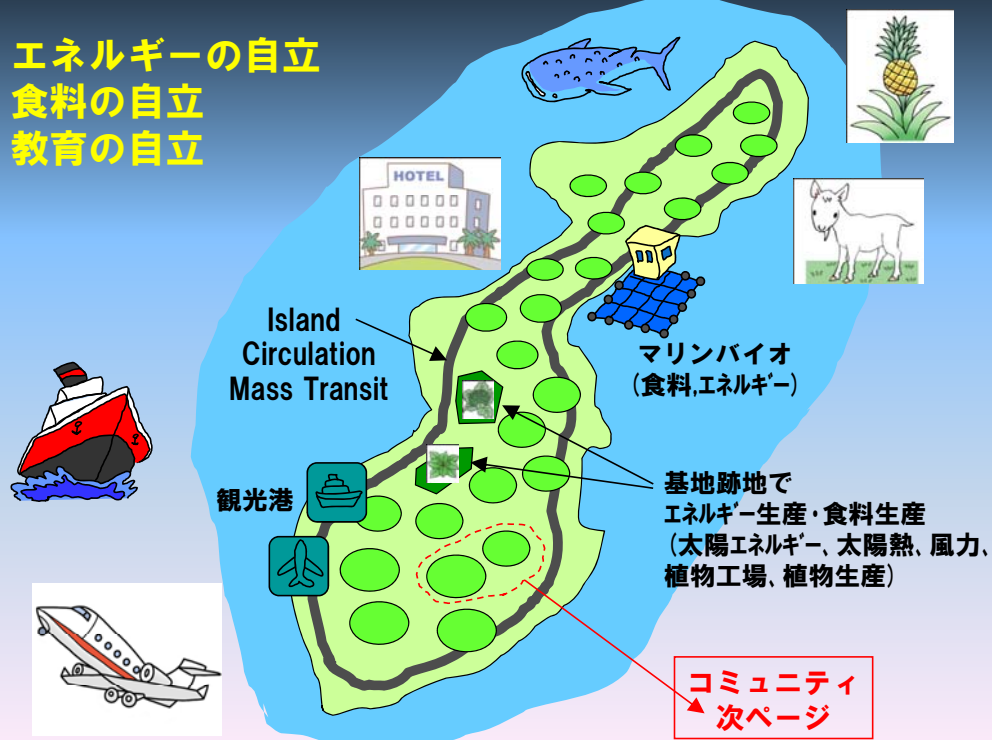 エネルギーの自立
食料の自立
教育の自立
HOTEL
Island
Circulation
Mass Transit
マリンバイオ
(食料,エネルギー)
観光港
基地跡地で
エネルギー生産・食料生産
(太陽エネルギー、太陽熱、風力、
植物工場、植物生産)
コミュニティ
次ページ